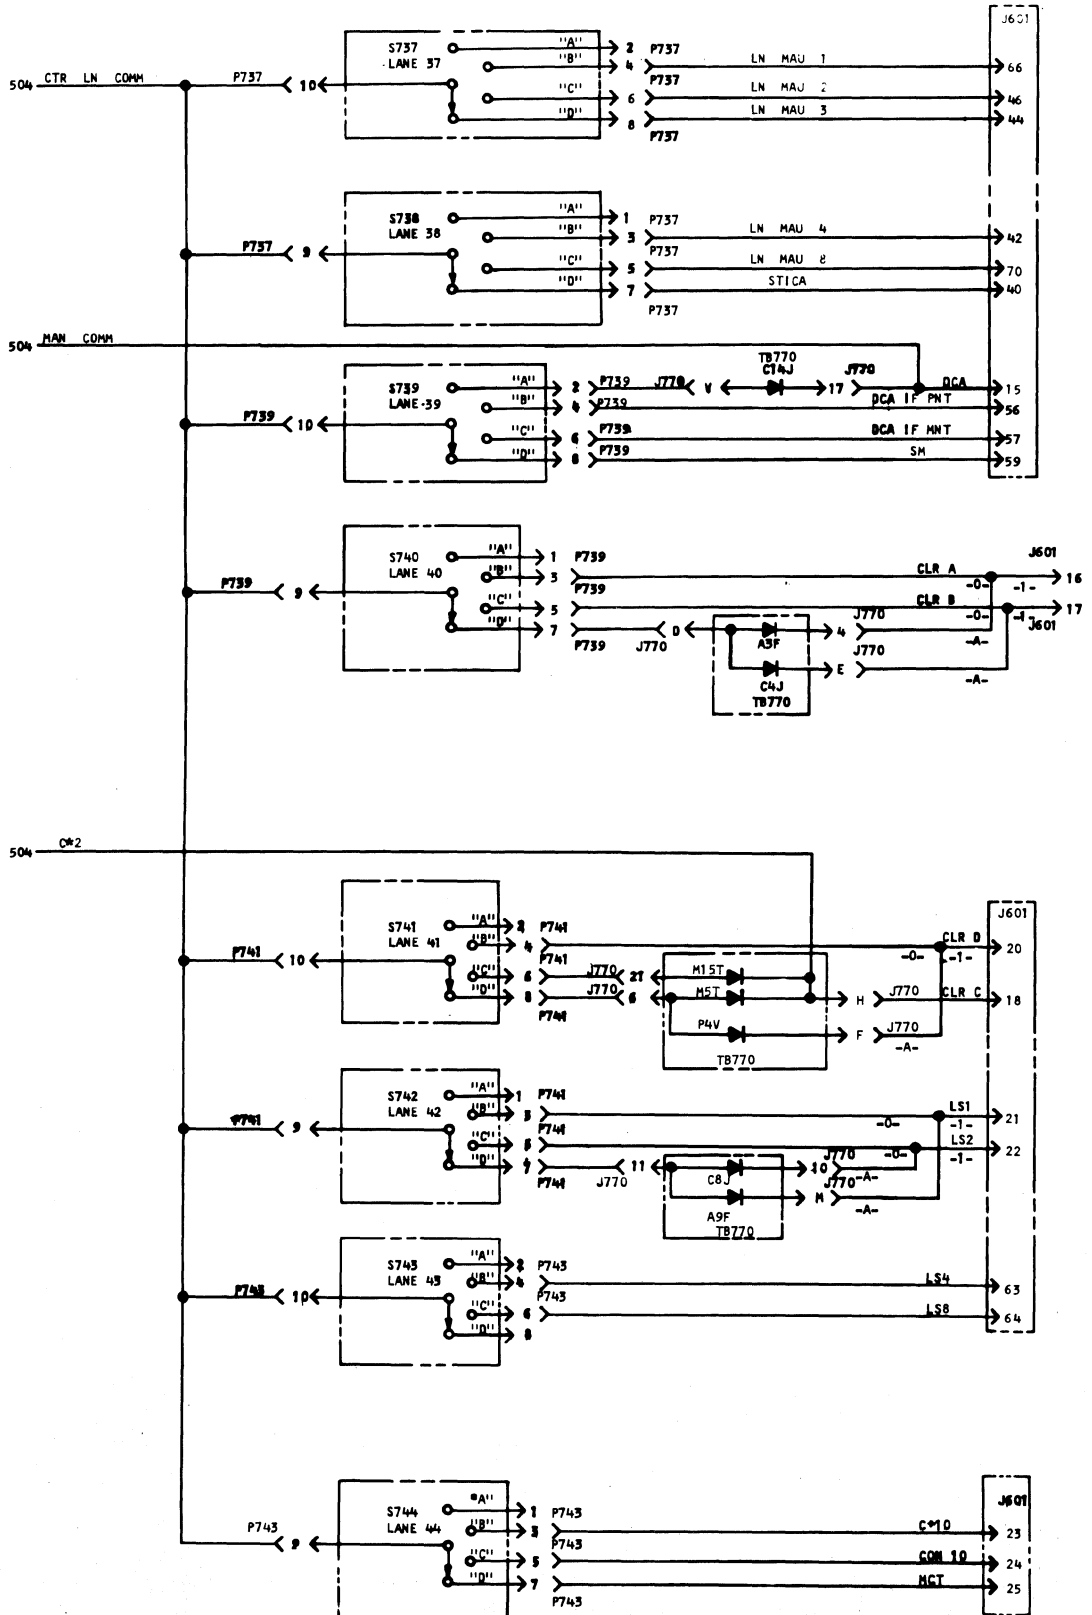 J601
S737
LANE 37
"A"
2
P737
"B"
4
P737
LN MAU 1
66
504
CTR LN COMM
P737
10
"C"
6
LN MAU 2
46
"D"
8
P737
LN MAU 3
44
S738
LANE 38
"A"
1
P737
"B"
3
P737
LN MAU 4
42
P737
9
"C"
5
LN MAU 8
70
"D"
7
P737
STICA
40
504
MAN COMM
S739
LANE 39
TB770
C14J
"A"
2
P739
J770
V
17
J770
DCA
15
"B"
4
P739
DCA IF PNT
56
P739
10
"C"
6
P739
DCA IF MNT
57
"D"
8
P739
SM
59
S740
LANE 40
"A"
1
P739
J601
"B"
3
P739
CLR A
-0-
-1-
16
P739
9
"C"
5
CLR B
-0-
-1-
17
J601
"D"
7
P739
J770
D
A3F
4
J770
-A-
C4J
E
J770
-A-
TB770
504
C*2
J601
S741
LANE 41
"A"
2
P741
"B"
4
P741
CLR D
-0-
-1-
20
P741
10
"C"
6
J770
21
M15T
"D"
8
P741
J770
6
M5T
H
J770
CLR C
18
P4V
F
J770
-A-
TB770
S742
LANE 42
"A"
1
P741
"B"
3
P741
LS1
-0-
-1-
21
P741
9
"C"
5
LS2
-0-
-1-
22
"D"
7
P741
J770
11
C8J
10
J770
-A-
A9F
M
J770
-A-
TB770
S743
LANE 43
"A"
2
P743
"B"
4
P743
LS4
63
P743
10
"C"
6
LS8
64
"D"
8
S744
LANE 44
"A"
1
P743
J601
"B"
3
P743
C*10
23
P743
9
"C"
5
CON 10
24
"D"
7
P743
MCT
25